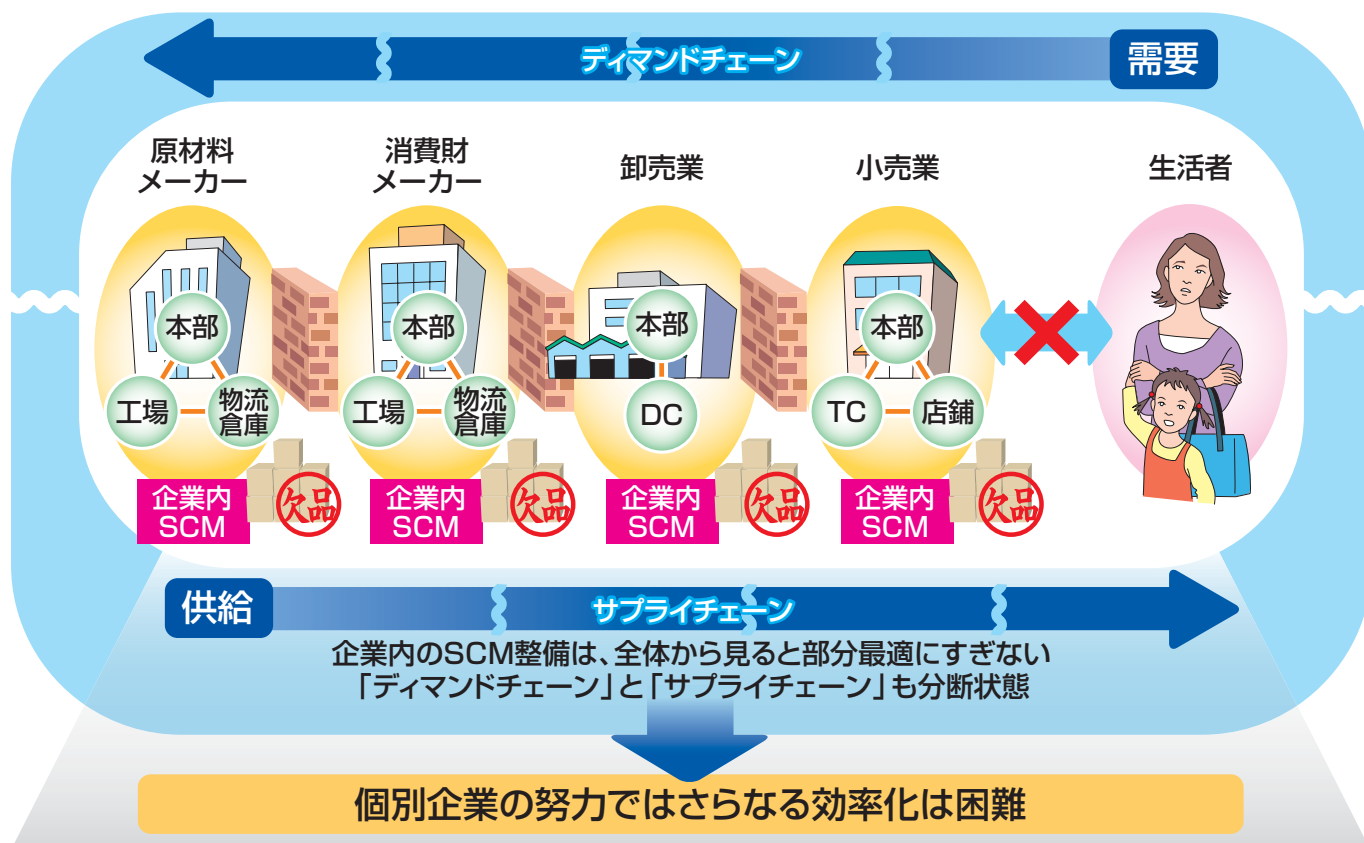 ディマンドチェーン
需要
原材料
メーカー
消費財
メーカー
卸売業
小売業
生活者
本部
工場
物流
倉庫
企業内
SCM
欠品
本部
工場
物流
倉庫
企業内
SCM
欠品
本部
DC
企業内
SCM
欠品
本部
TC
店舗
企業内
SCM
欠品
供給
サプライチェーン
企業内のSCM整備は、全体から見ると部分最適にすぎない
「ディマンドチェーン」と「サプライチェーン」も分断状態
個別企業の努力ではさらなる効率化は困難